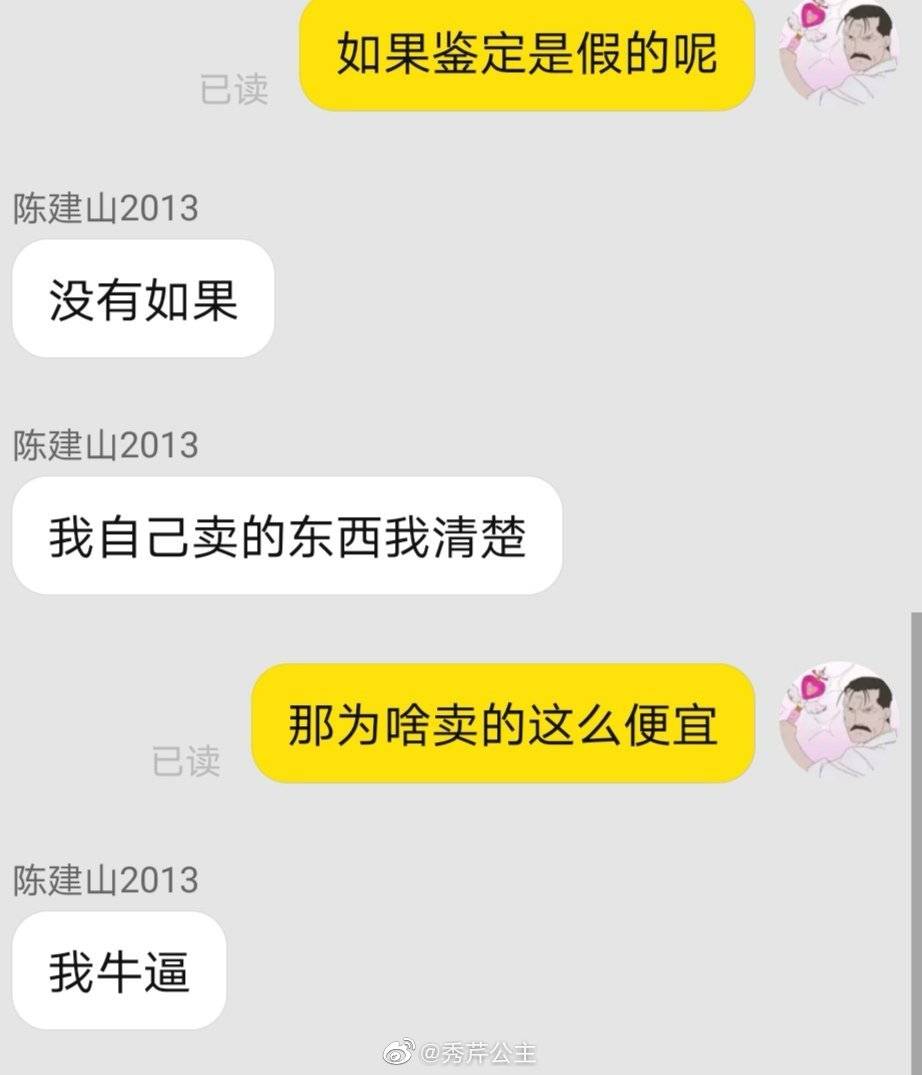 如果鉴定是假的呢
已读
陈建山2013
没有如果
陈建山2013
我自己卖的东西我清楚
那为啥卖的这么便宜
已读
陈建山2013
我牛逼
@秀芹公主